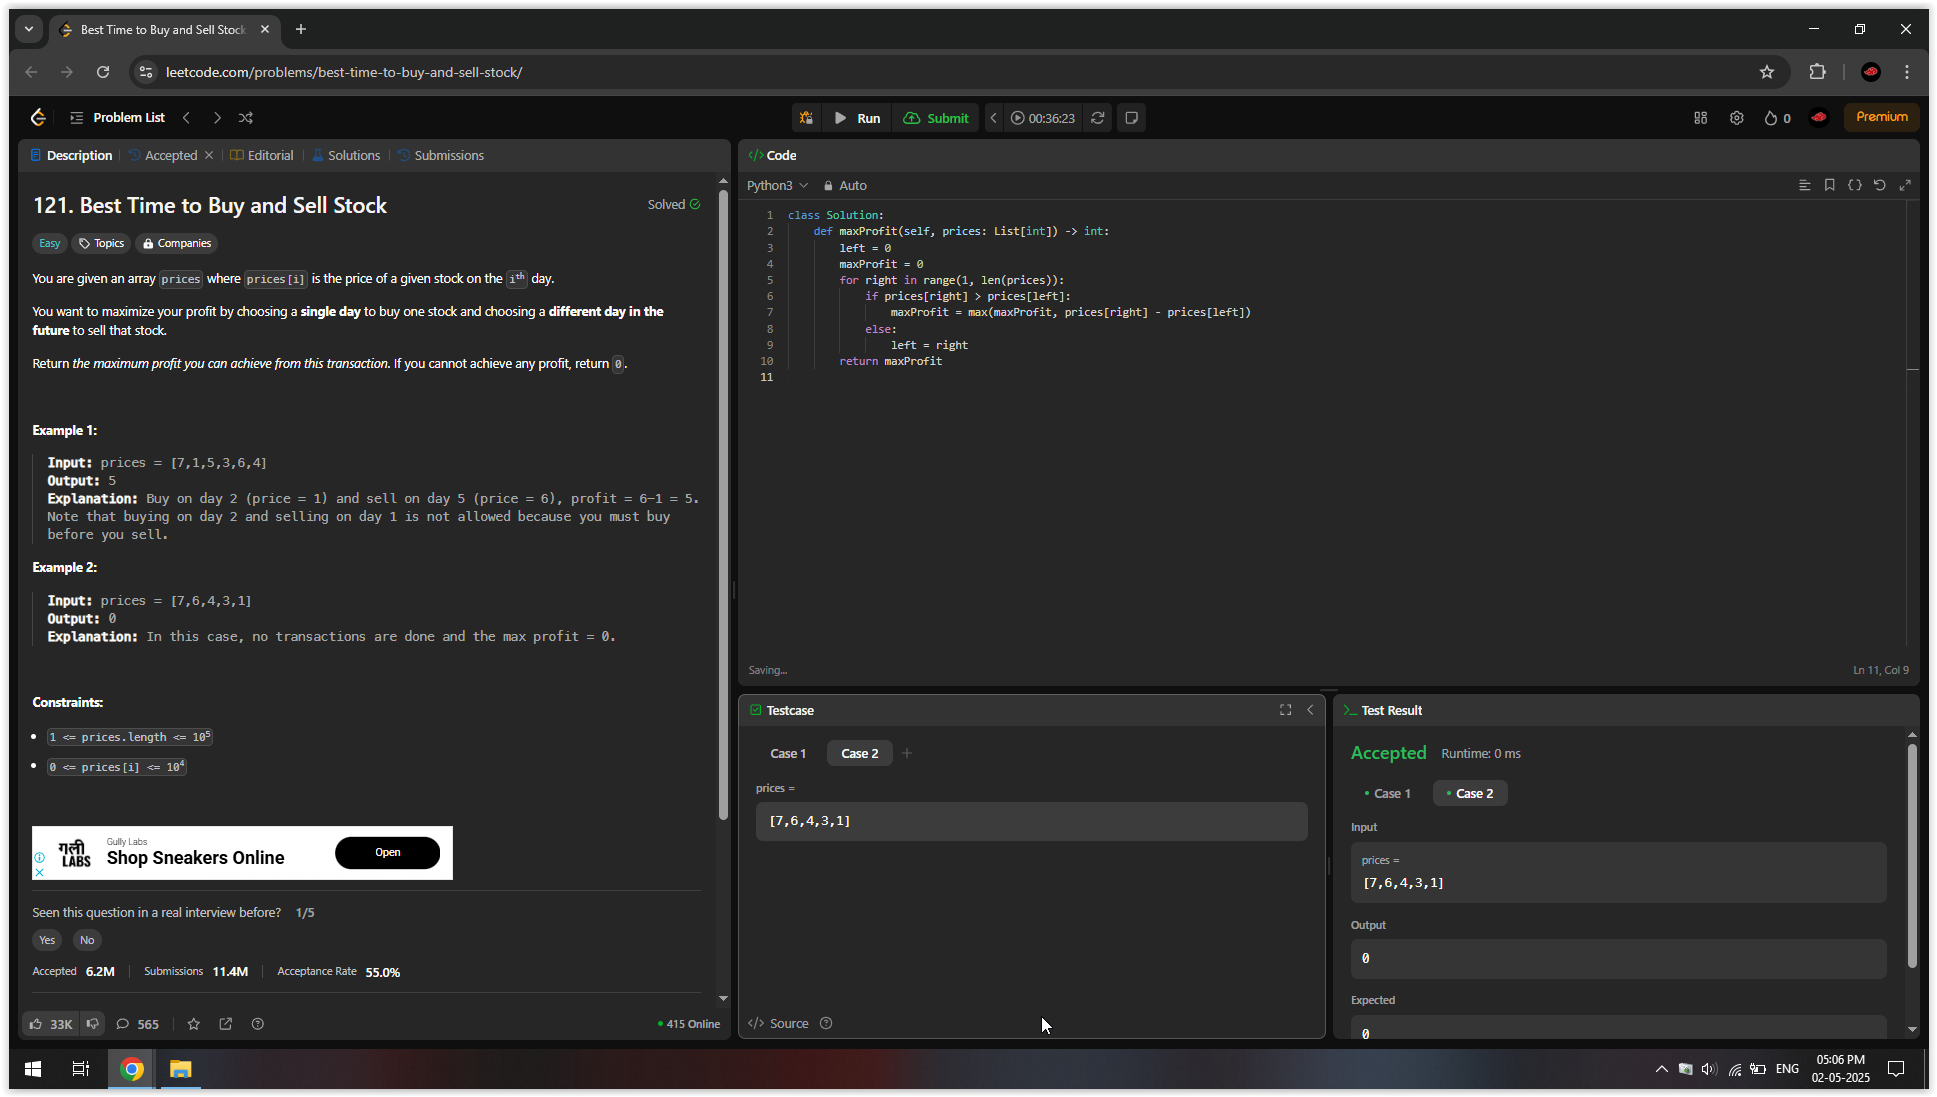 Best Time to Buy and Sell Stock
leetcode.com/problems/best-time-to-buy-and-sell-stock/
Problem List
Run
Submit
00:36:23
0
Premium
Description
Accepted
Editorial
Solutions
Submissions
121. Best Time to Buy and Sell Stock
Solved
Easy
Topics
Companies
You are given an array prices where prices[i] is the price of a given stock on the ith day.
You want to maximize your profit by choosing a single day to buy one stock and choosing a different day in the
future to sell that stock.
Return the maximum profit you can achieve from this transaction. If you cannot achieve any profit, return 0.
Example 1:
Input: prices = [7,1,5,3,6,4]
Output: 5
Explanation: Buy on day 2 (price = 1) and sell on day 5 (price = 6), profit = 6-1 = 5.
Note that buying on day 2 and selling on day 1 is not allowed because you must buy
before you sell.
Example 2:
Input: prices = [7,6,4,3,1]
Output: 0
Explanation: In this case, no transactions are done and the max profit = 0.
Constraints:
1 <= prices.length <= 10^5
0 <= prices[i] <= 10^4
गली
LABS
Gully Labs
Shop Sneakers Online
Open
Seen this question in a real interview before? 1/5
Yes
No
Accepted 6.2M
Submissions 11.4M
Acceptance Rate 55.0%
33K
565
415 Online
</> Code
Python3
Auto
1 class Solution:
2     def maxProfit(self, prices: List[int]) -> int:
3         left = 0
4         maxProfit = 0
5         for right in range(1, len(prices)):
6             if prices[right] > prices[left]:
7                 maxProfit = max(maxProfit, prices[right] - prices[left])
8             else:
9                 left = right
10         return maxProfit
11
Saving...
Ln 11, Col 9
Testcase
Case 1
Case 2
prices =
[7,6,4,3,1]
</> Source
Test Result
Accepted
Runtime: 0 ms
Case 1
Case 2
Input
prices =
[7,6,4,3,1]
Output
0
Expected
0
ENG
05:06 PM
02-05-2025